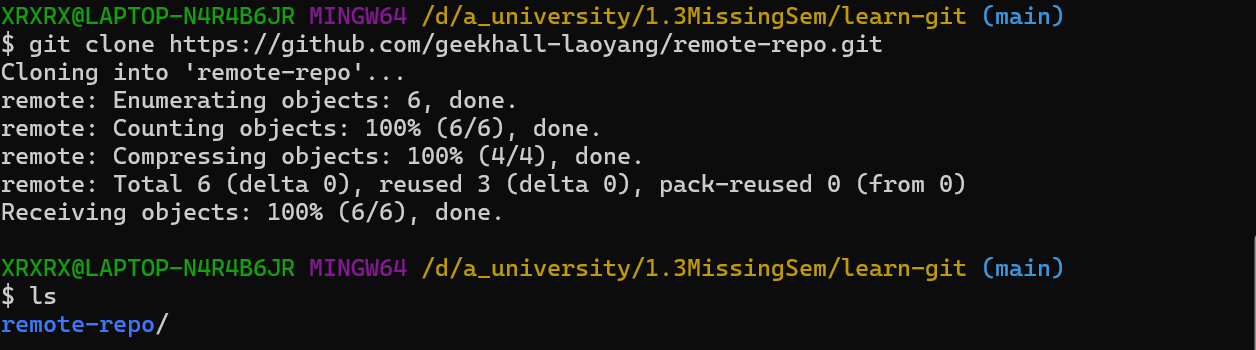 XRXRX@LAPTOP-N4R4B6JR MINGW64 /d/a_university/1.3MissingSem/learn-git (main)
$ git clone https://github.com/geekhall-laoyang/remote-repo.git
Cloning into 'remote-repo'...
remote: Enumerating objects: 6, done.
remote: Counting objects: 100% (6/6), done.
remote: Compressing objects: 100% (4/4), done.
remote: Total 6 (delta 0), reused 3 (delta 0), pack-reused 0 (from 0)
Receiving objects: 100% (6/6), done.
XRXRX@LAPTOP-N4R4B6JR MINGW64 /d/a_university/1.3MissingSem/learn-git (main)
$ ls
remote-repo/